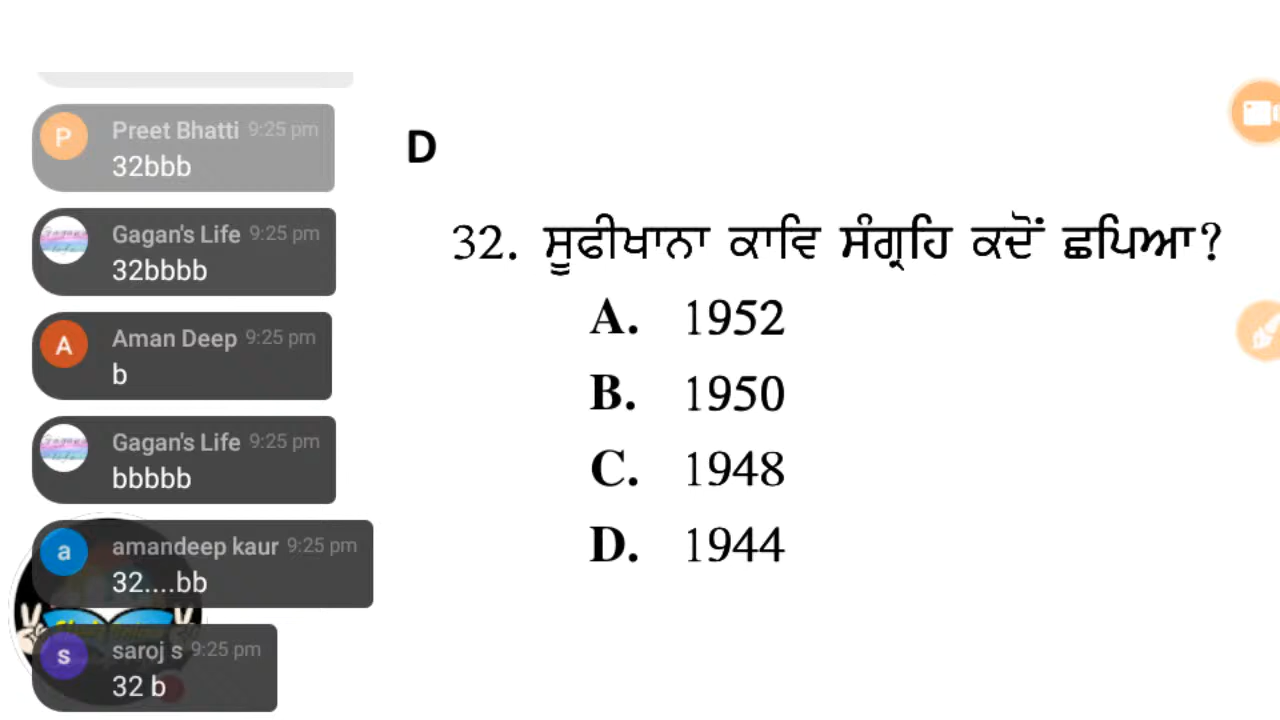 Preet Bhatti 9:25 pm
32bbb
Gagan's Life 9:25 pm
32bbbb
Aman Deep 9:25 pm
b
Gagan's Life 9:25 pm
bbbbb
amandeep kaur 9:25 pm
32....bb
saroj s 9:25 pm
32 b
D
32. ਸੂਫੀਖਾਨਾ ਕਾਵਿ ਸੰਗ੍ਰਹਿ ਕਦੋਂ ਛਪਿਆ?
A. 1952
B. 1950
C. 1948
D. 1944